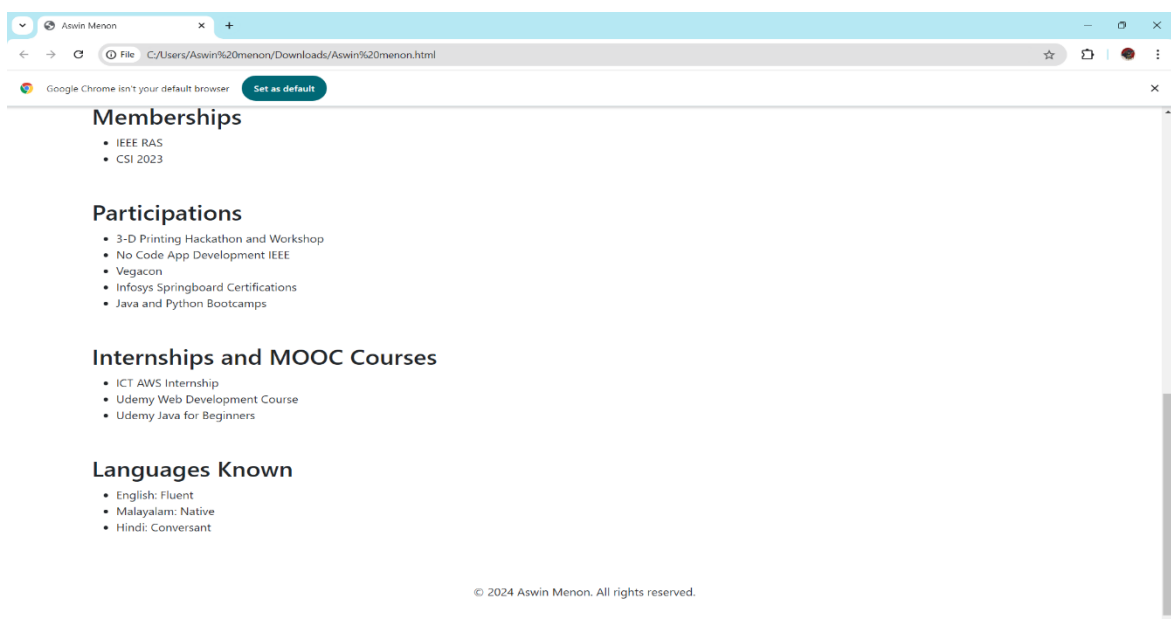 Aswin Menon
File C:/Users/Aswin%20menon/Downloads/Aswin%20menon.html
Google Chrome isn't your default browser Set as default
Memberships
• IEEE RAS
• CSI 2023
Participations
• 3-D Printing Hackathon and Workshop
• No Code App Development IEEE
• Vegacon
• Infosys Springboard Certifications
• Java and Python Bootcamps
Internships and MOOC Courses
• ICT AWS Internship
• Udemy Web Development Course
• Udemy Java for Beginners
Languages Known
• English: Fluent
• Malayalam: Native
• Hindi: Conversant
© 2024 Aswin Menon. All rights reserved.